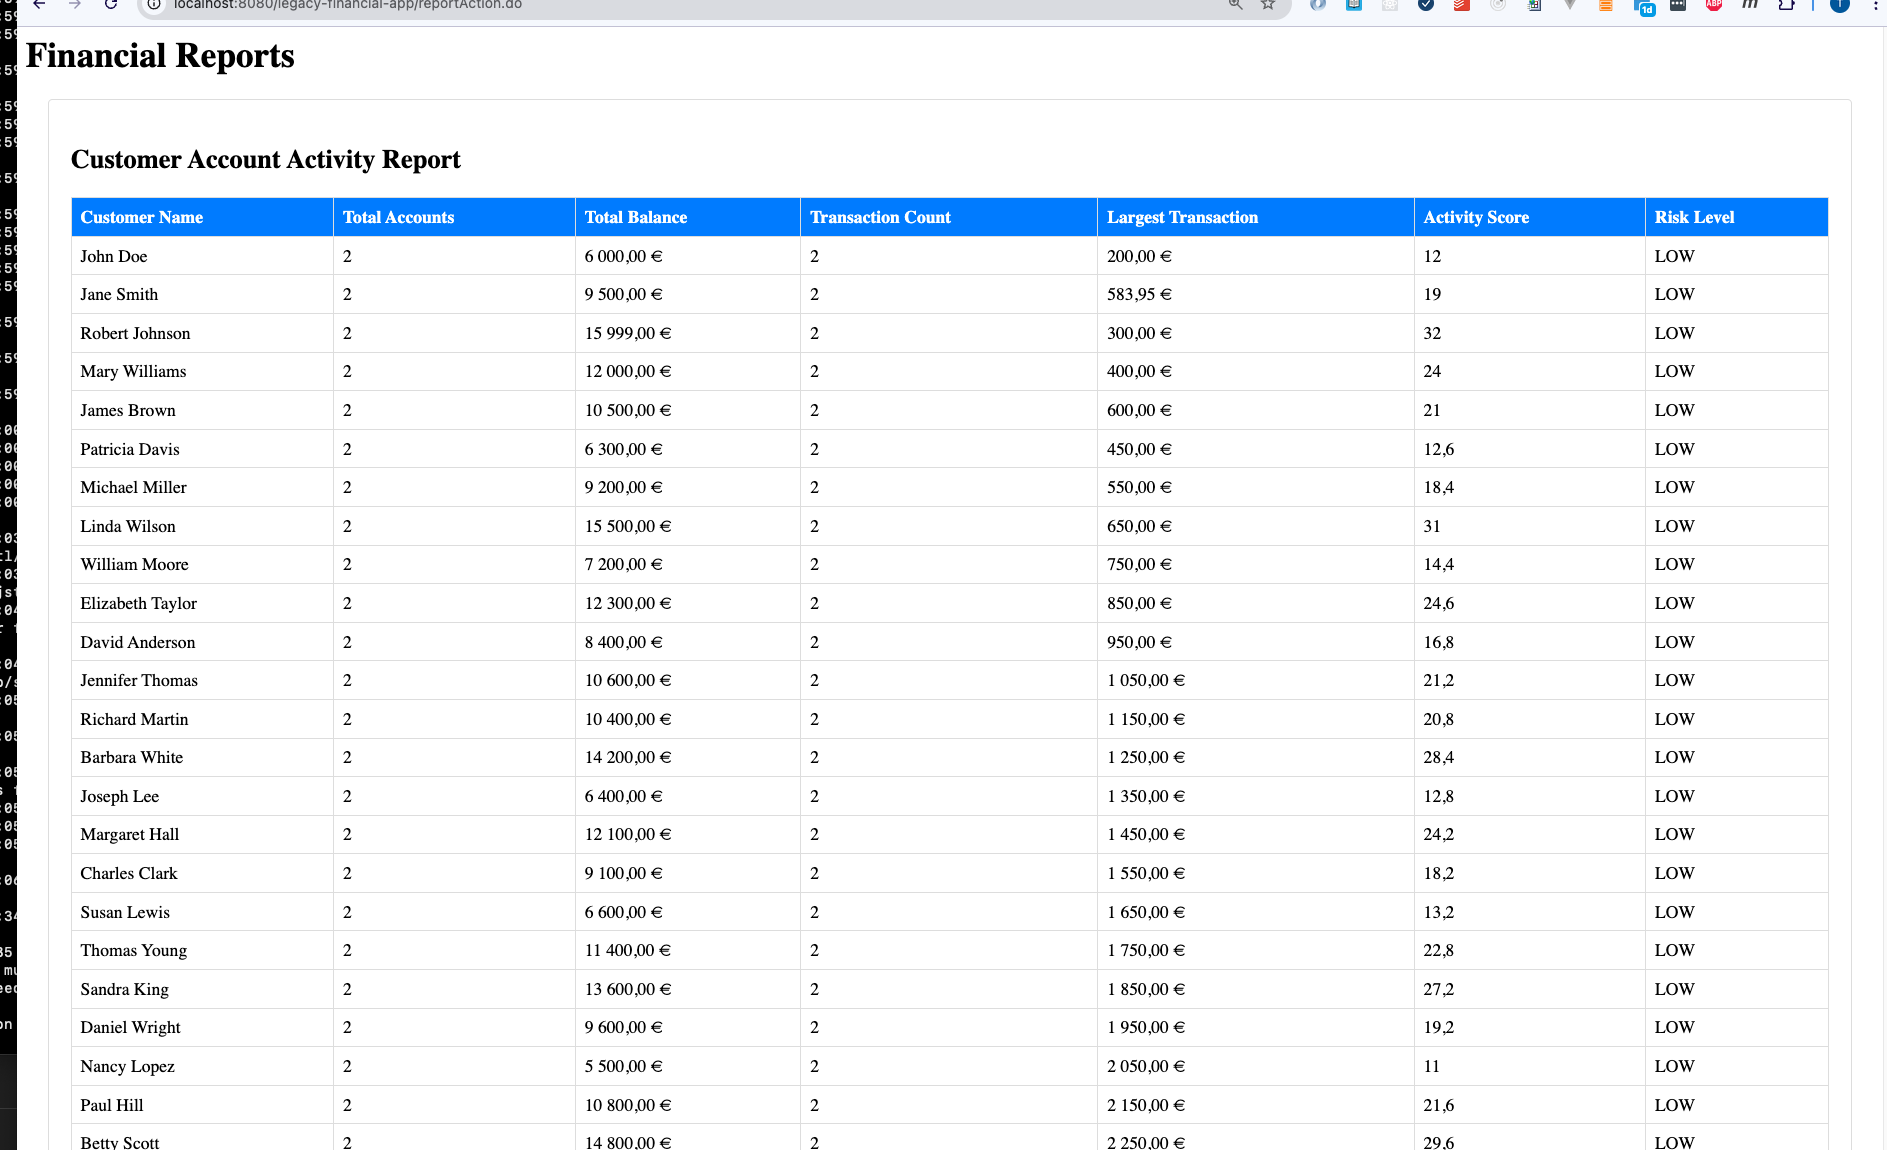 localhost:8080/legacy-financial-app/reportAction.do
Financial Reports
Customer Account Activity Report
Customer Name Total Accounts Total Balance Transaction Count Largest Transaction Activity Score Risk Level
John Doe 2 6 000,00 € 2 200,00 € 12 LOW
Jane Smith 2 9 500,00 € 2 583,95 € 19 LOW
Robert Johnson 2 15 999,00 € 2 300,00 € 32 LOW
Mary Williams 2 12 000,00 € 2 400,00 € 24 LOW
James Brown 2 10 500,00 € 2 600,00 € 21 LOW
Patricia Davis 2 6 300,00 € 2 450,00 € 12,6 LOW
Michael Miller 2 9 200,00 € 2 550,00 € 18,4 LOW
Linda Wilson 2 15 500,00 € 2 650,00 € 31 LOW
William Moore 2 7 200,00 € 2 750,00 € 14,4 LOW
Elizabeth Taylor 2 12 300,00 € 2 850,00 € 24,6 LOW
David Anderson 2 8 400,00 € 2 950,00 € 16,8 LOW
Jennifer Thomas 2 10 600,00 € 2 1 050,00 € 21,2 LOW
Richard Martin 2 10 400,00 € 2 1 150,00 € 20,8 LOW
Barbara White 2 14 200,00 € 2 1 250,00 € 28,4 LOW
Joseph Lee 2 6 400,00 € 2 1 350,00 € 12,8 LOW
Margaret Hall 2 12 100,00 € 2 1 450,00 € 24,2 LOW
Charles Clark 2 9 100,00 € 2 1 550,00 € 18,2 LOW
Susan Lewis 2 6 600,00 € 2 1 650,00 € 13,2 LOW
Thomas Young 2 11 400,00 € 2 1 750,00 € 22,8 LOW
Sandra King 2 13 600,00 € 2 1 850,00 € 27,2 LOW
Daniel Wright 2 9 600,00 € 2 1 950,00 € 19,2 LOW
Nancy Lopez 2 5 500,00 € 2 2 050,00 € 11 LOW
Paul Hill 2 10 800,00 € 2 2 150,00 € 21,6 LOW
Betty Scott 2 14 800,00 € 2 2 250,00 € 29,6 LOW